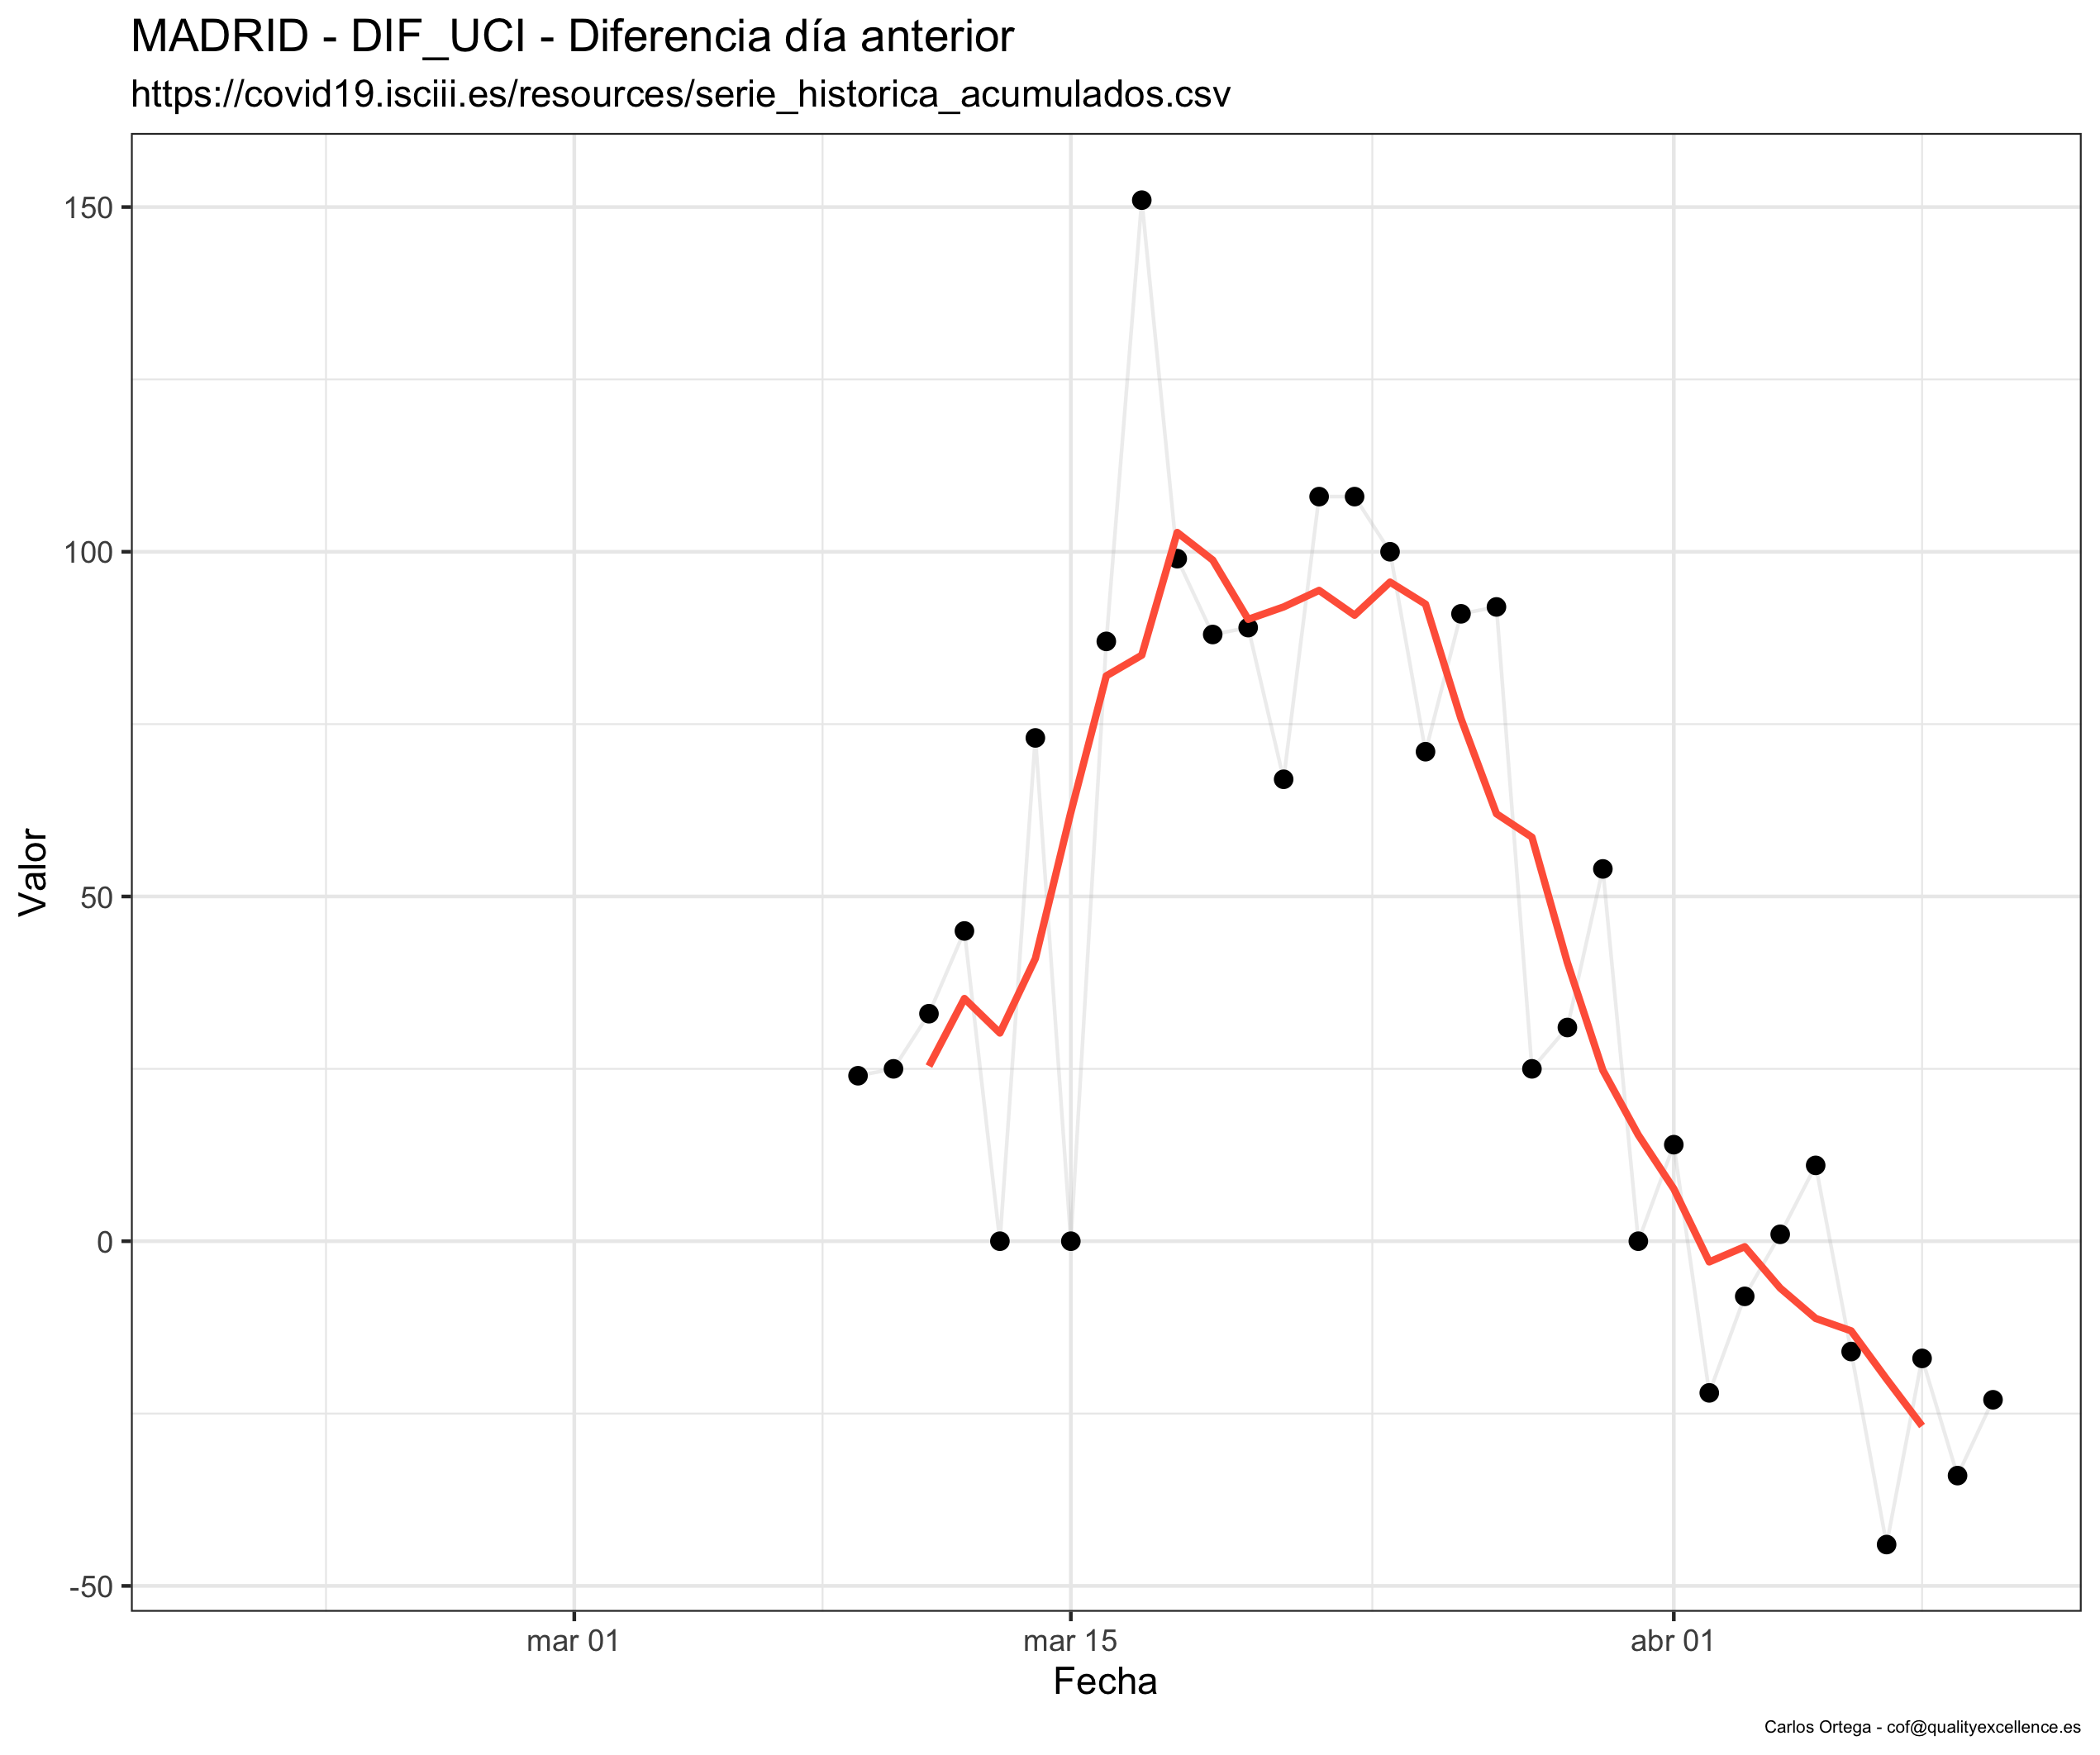 MADRID - DIF_UCI - Diferencia día anterior
https://covid19.isciii.es/resources/serie_historica_acumulados.csv
Valor
150
100
50
0
-50
mar 01
mar 15
abr 01
Fecha
Carlos Ortega - cof@qualityexcellence.es